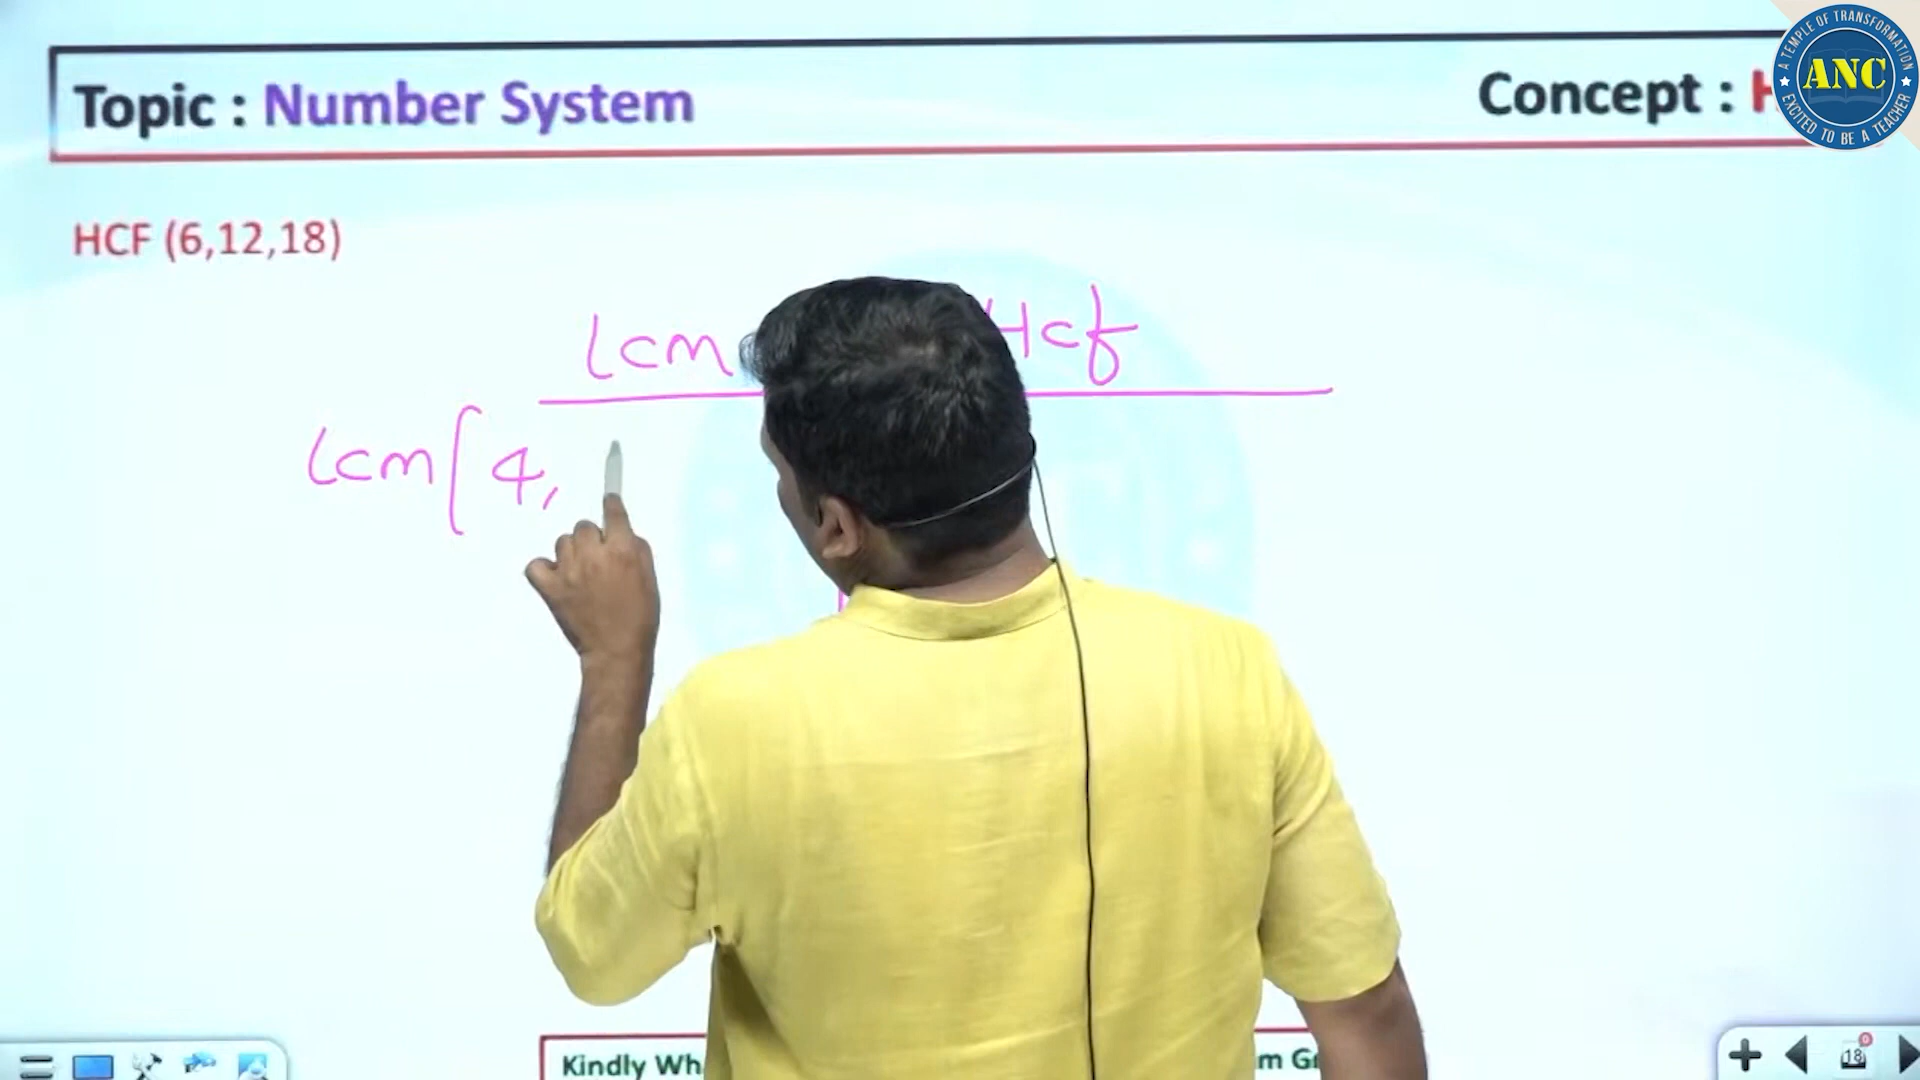 A TEMPLE OF TRANSFORMATION
ANC
EXCITED TO BE A TEACHER
Topic : Number System
Concept : H
HCF (6,12,18)
Lcm Hcf
Lcm [ 4,
Kindly Wh
m G
18
0